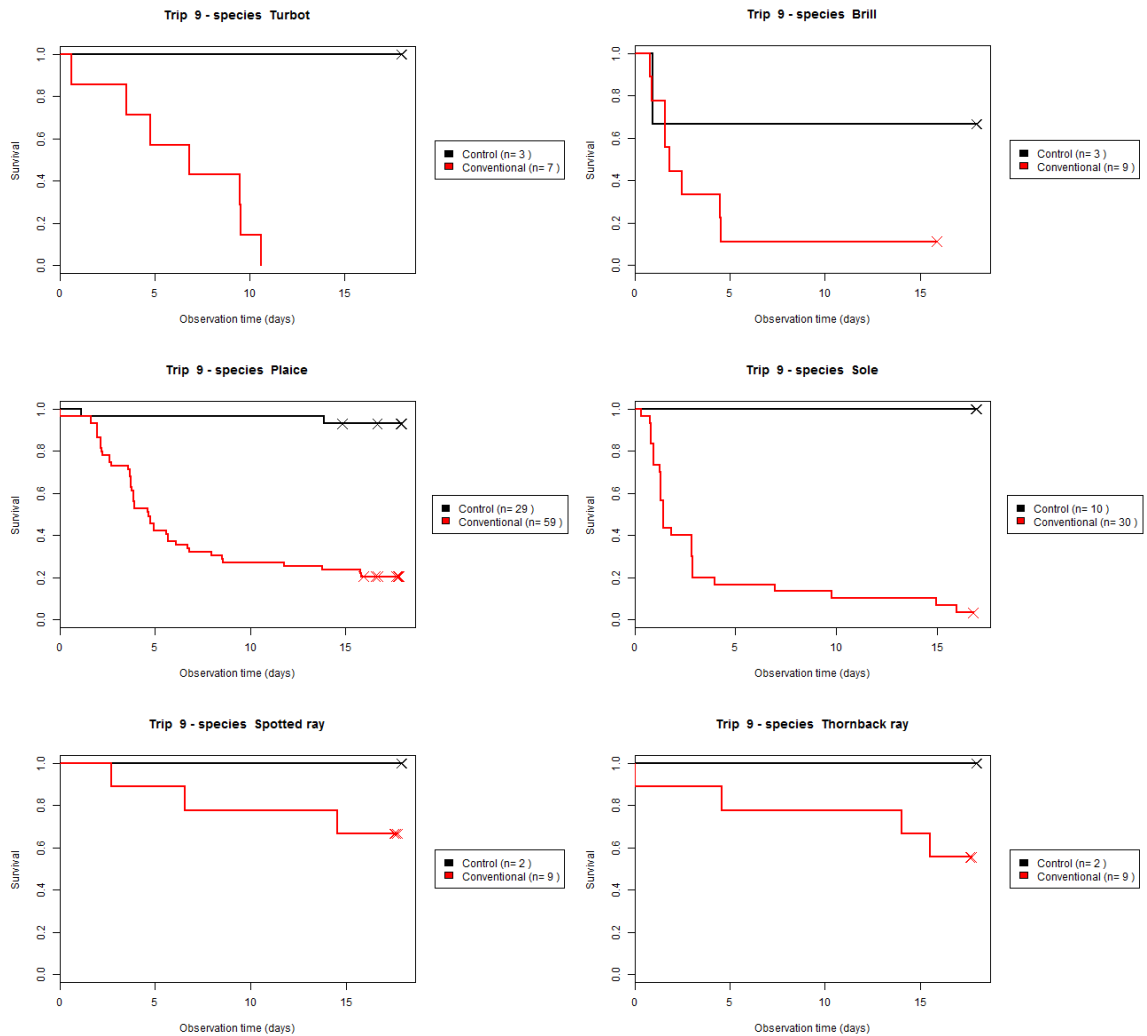 Trip 9 - species Turbot
1.0
0.8
0.6
0.4
0.2
0.0
Survival
0 5 10 15
Observation time (days)
Control (n= 3 )
Conventional (n= 7 )
Trip 9 - species Brill
1.0
0.8
0.6
0.4
0.2
0.0
Survival
0 5 10 15
Observation time (days)
Control (n= 3 )
Conventional (n= 9 )
Trip 9 - species Plaice
1.0
0.8
0.6
0.4
0.2
0.0
Survival
0 5 10 15
Observation time (days)
Control (n= 29 )
Conventional (n= 59 )
Trip 9 - species Sole
1.0
0.8
0.6
0.4
0.2
0.0
Survival
0 5 10 15
Observation time (days)
Control (n= 10 )
Conventional (n= 30 )
Trip 9 - species Spotted ray
1.0
0.8
0.6
0.4
0.2
0.0
Survival
0 5 10 15
Observation time (days)
Control (n= 2 )
Conventional (n= 9 )
Trip 9 - species Thornback ray
1.0
0.8
0.6
0.4
0.2
0.0
Survival
0 5 10 15
Observation time (days)
Control (n= 2 )
Conventional (n= 9 )